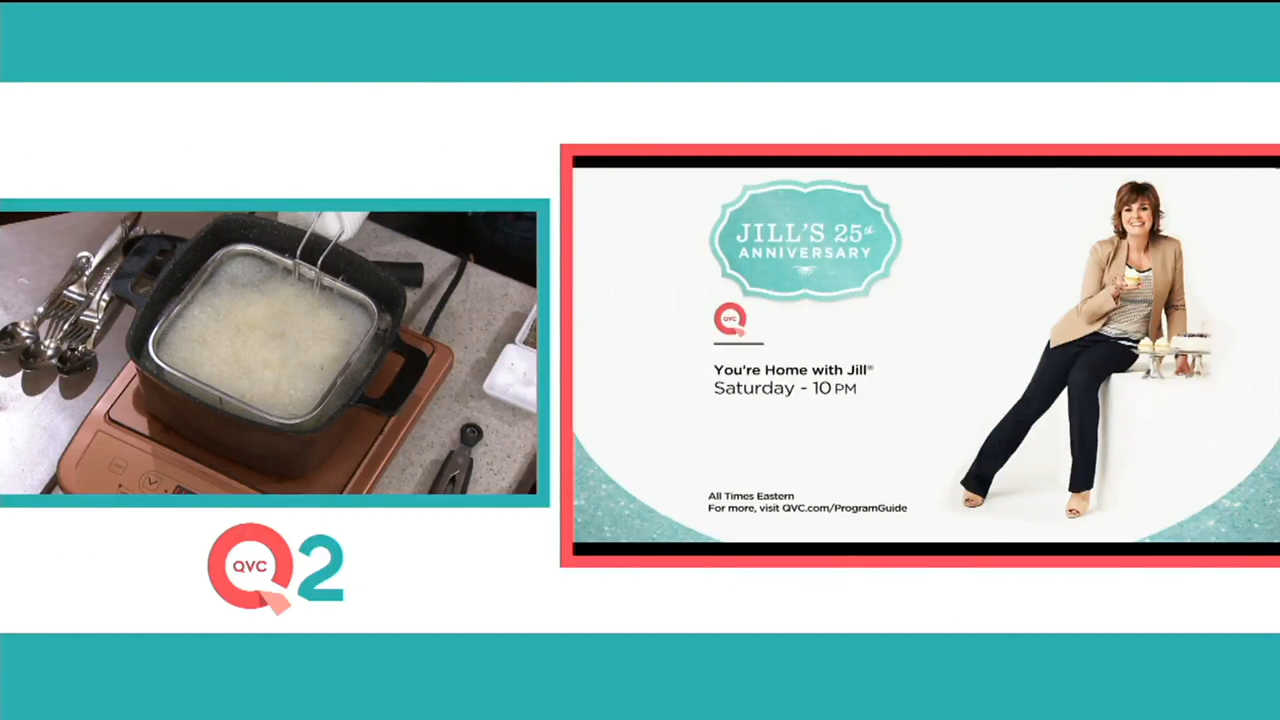 JILL'S 25st
ANNIVERSARY
QVC
You're Home with Jill®
Saturday - 10 PM
All Times Eastern
For more, visit QVC.com/ProgramGuide
QVC 2